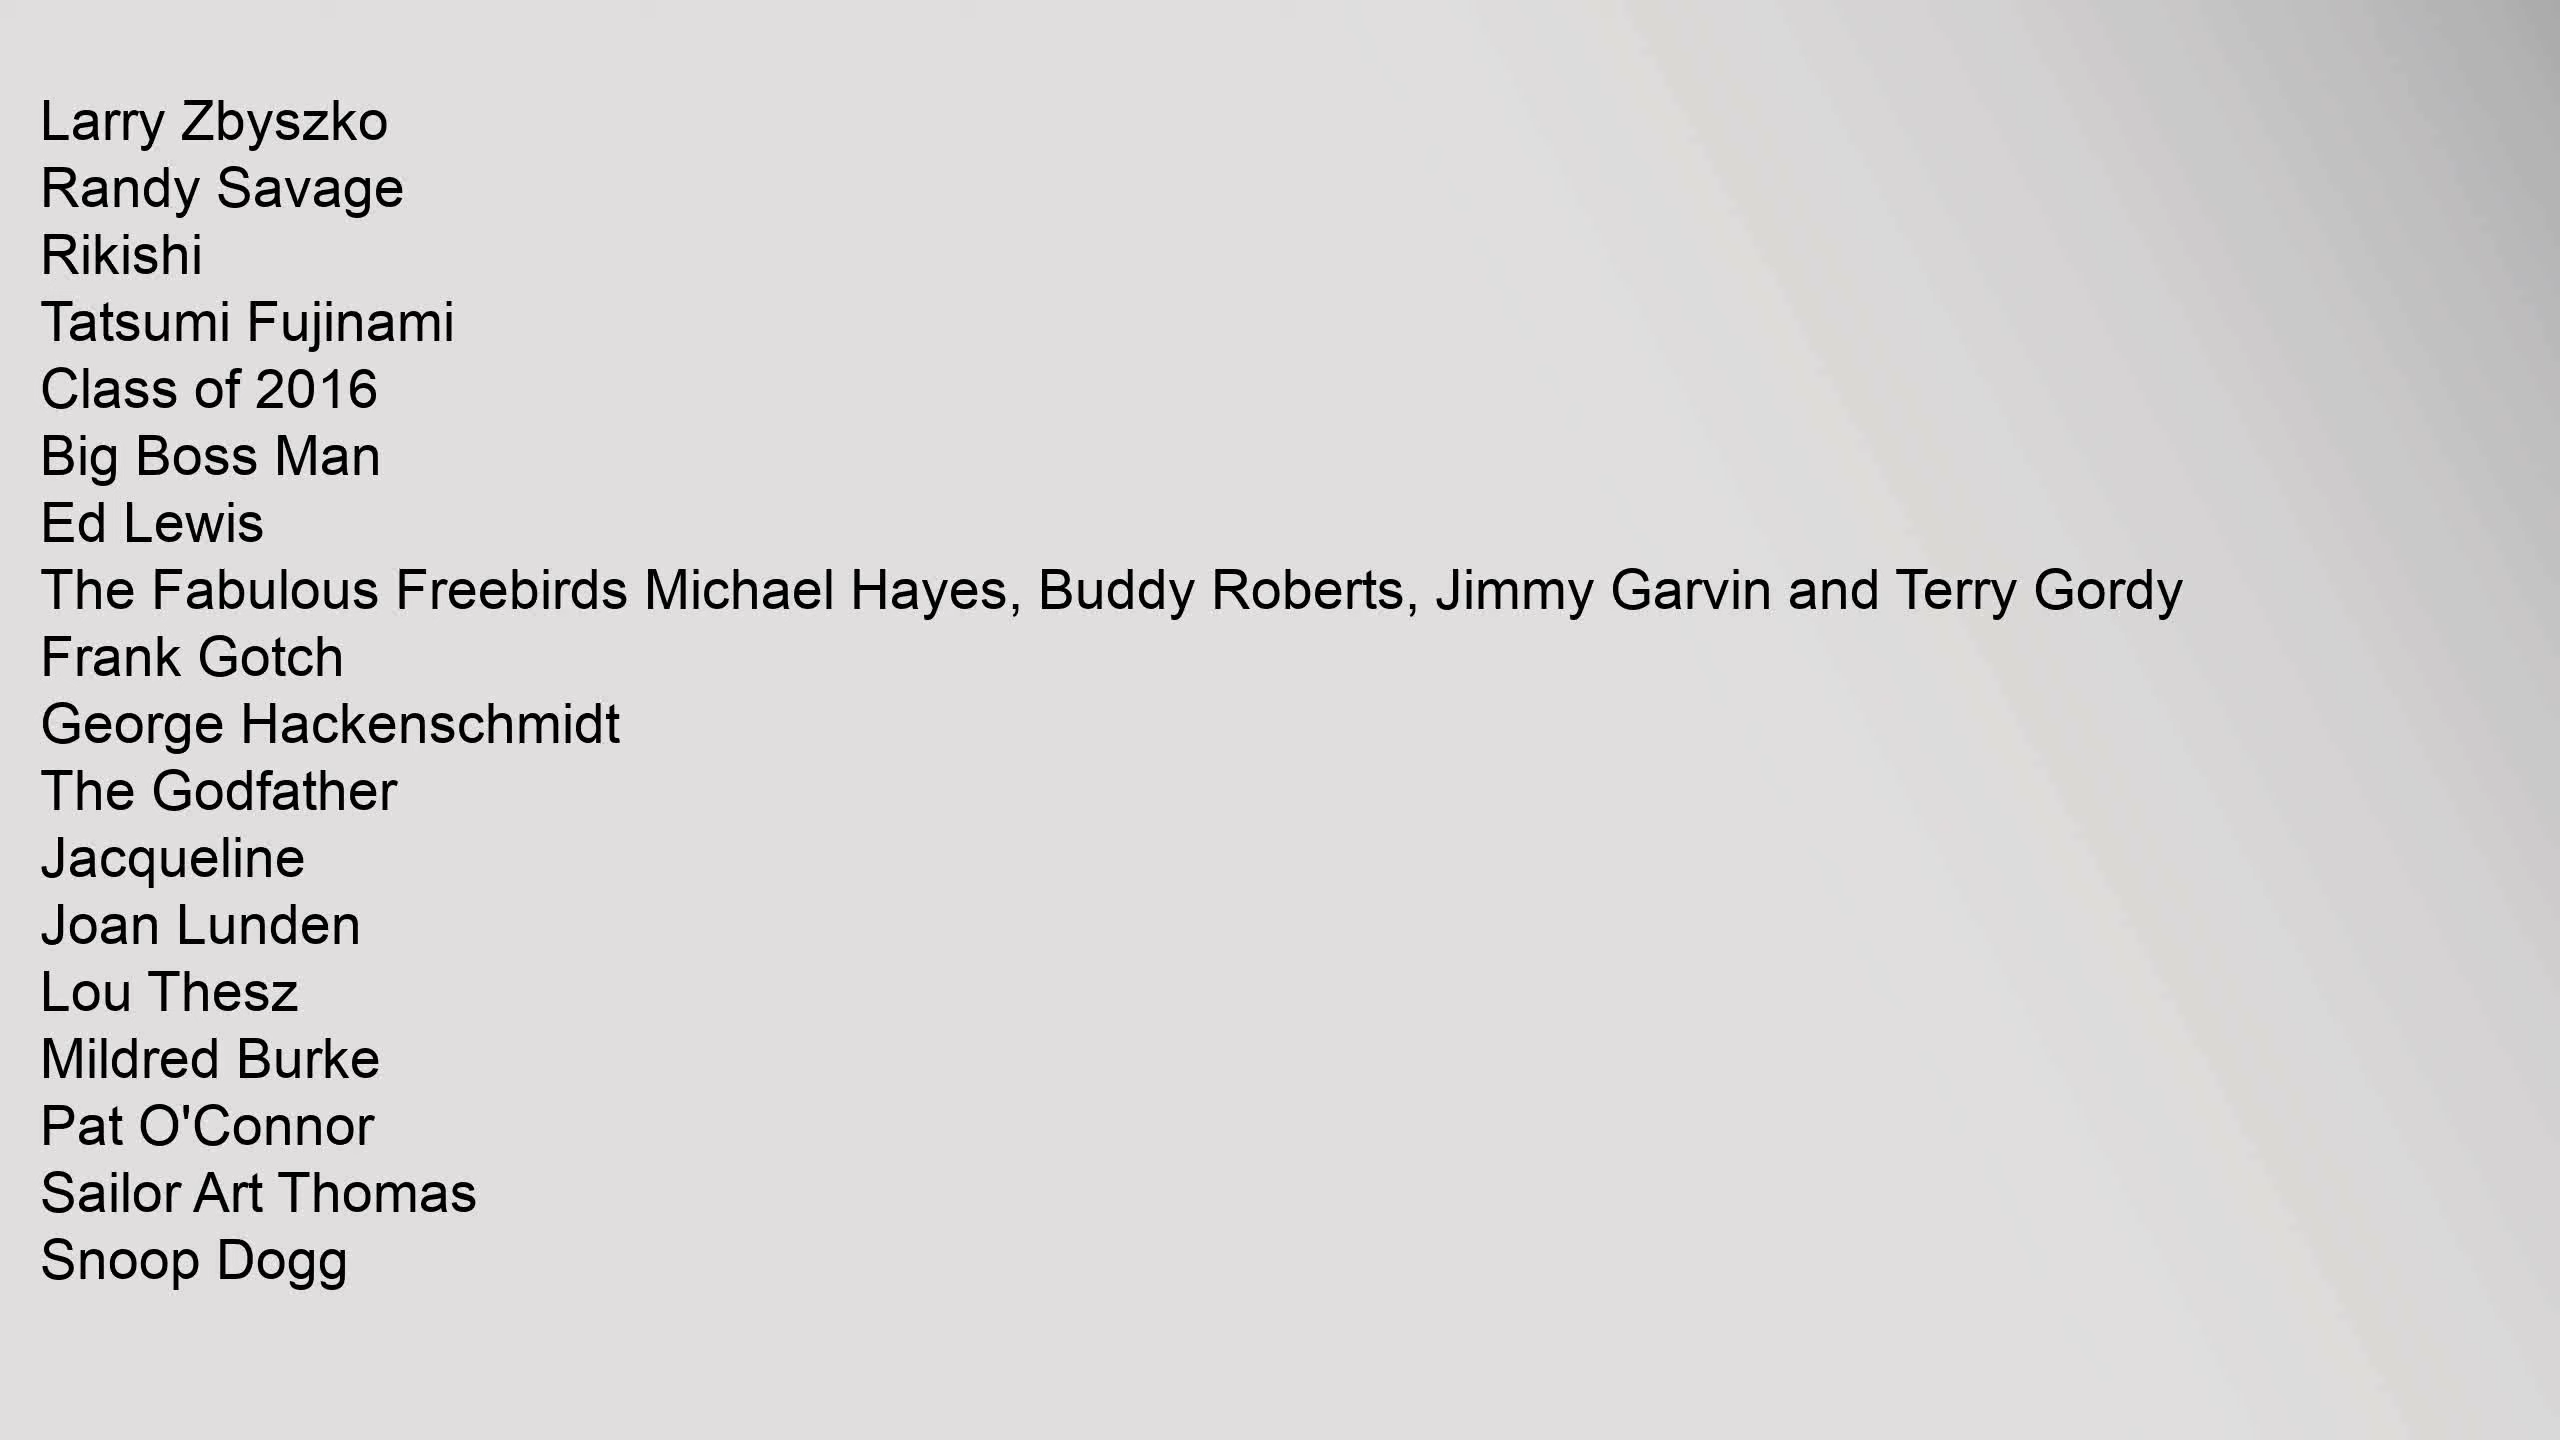 Larry Zbyszko
Randy Savage
Rikishi
Tatsumi Fujinami
Class of 2016
Big Boss Man
Ed Lewis
The Fabulous Freebirds Michael Hayes, Buddy Roberts, Jimmy Garvin and Terry Gordy
Frank Gotch
George Hackenschmidt
The Godfather
Jacqueline
Joan Lunden
Lou Thesz
Mildred Burke
Pat O'Connor
Sailor Art Thomas
Snoop Dogg